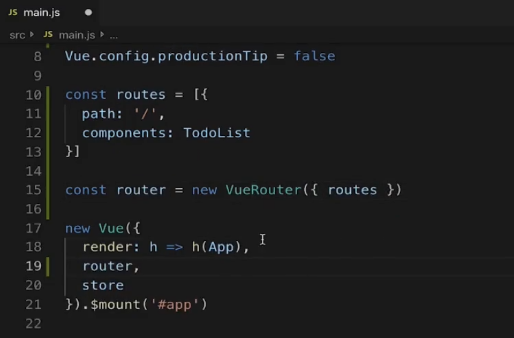 JS main.js
src JS main.js ...
8 Vue.config.productionTip = false
9
10 const routes = [{
11   path: '/',
12   components: TodoList
13 }]
14
15 const router = new VueRouter({ routes })
16
17 new Vue({
18   render: h => h(App),
19   router,
20   store
21 }).$mount('#app')
22